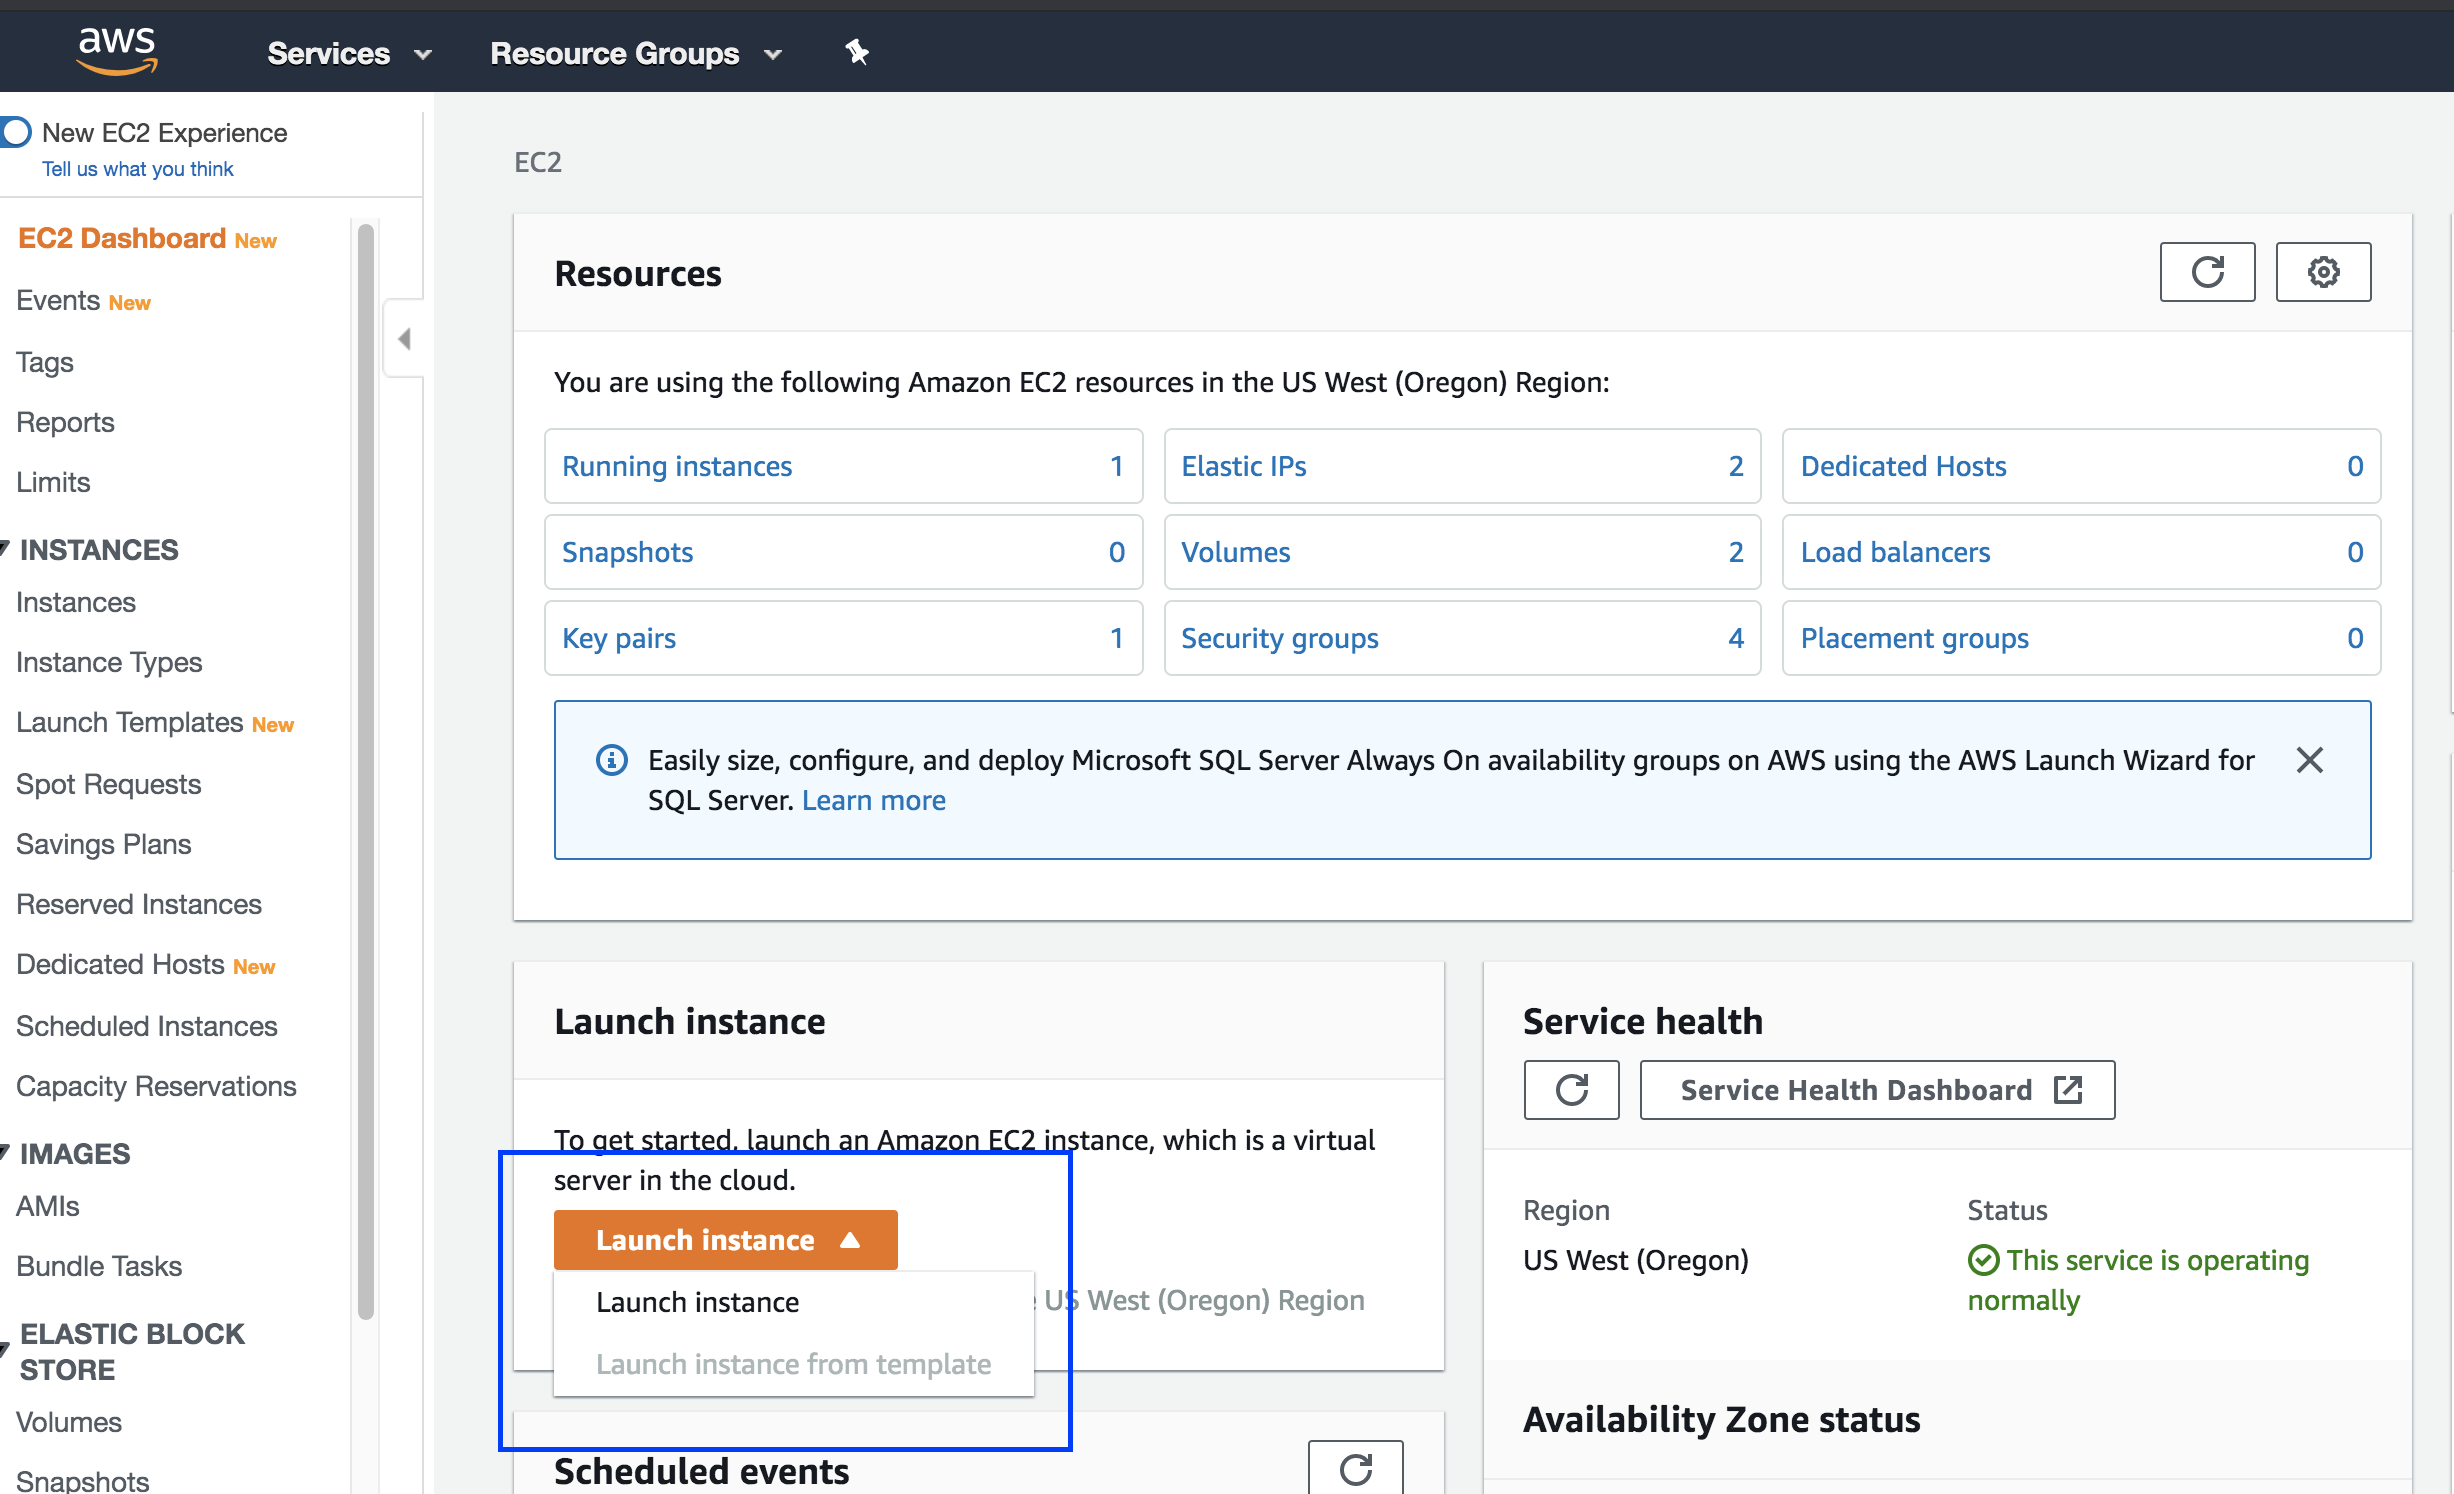 aws
Services
Resource Groups
New EC2 Experience
Tell us what you think
EC2 Dashboard New
Events New
Tags
Reports
Limits
INSTANCES
Instances
Instance Types
Launch Templates New
Spot Requests
Savings Plans
Reserved Instances
Dedicated Hosts New
Scheduled Instances
Capacity Reservations
IMAGES
AMIs
Bundle Tasks
ELASTIC BLOCK
STORE
Volumes
Snapshots
EC2
Resources
You are using the following Amazon EC2 resources in the US West (Oregon) Region:
Running instances 1
Elastic IPs 2
Dedicated Hosts 0
Snapshots 0
Volumes 2
Load balancers 0
Key pairs 1
Security groups 4
Placement groups 0
Easily size, configure, and deploy Microsoft SQL Server Always On availability groups on AWS using the AWS Launch Wizard for
SQL Server. Learn more
Launch instance
To get started, launch an Amazon EC2 instance, which is a virtual
server in the cloud.
Launch instance
Launch instance
US West (Oregon) Region
Launch instance from template
Scheduled events
Service health
Service Health Dashboard
Region
US West (Oregon)
Status
This service is operating
normally
Availability Zone status